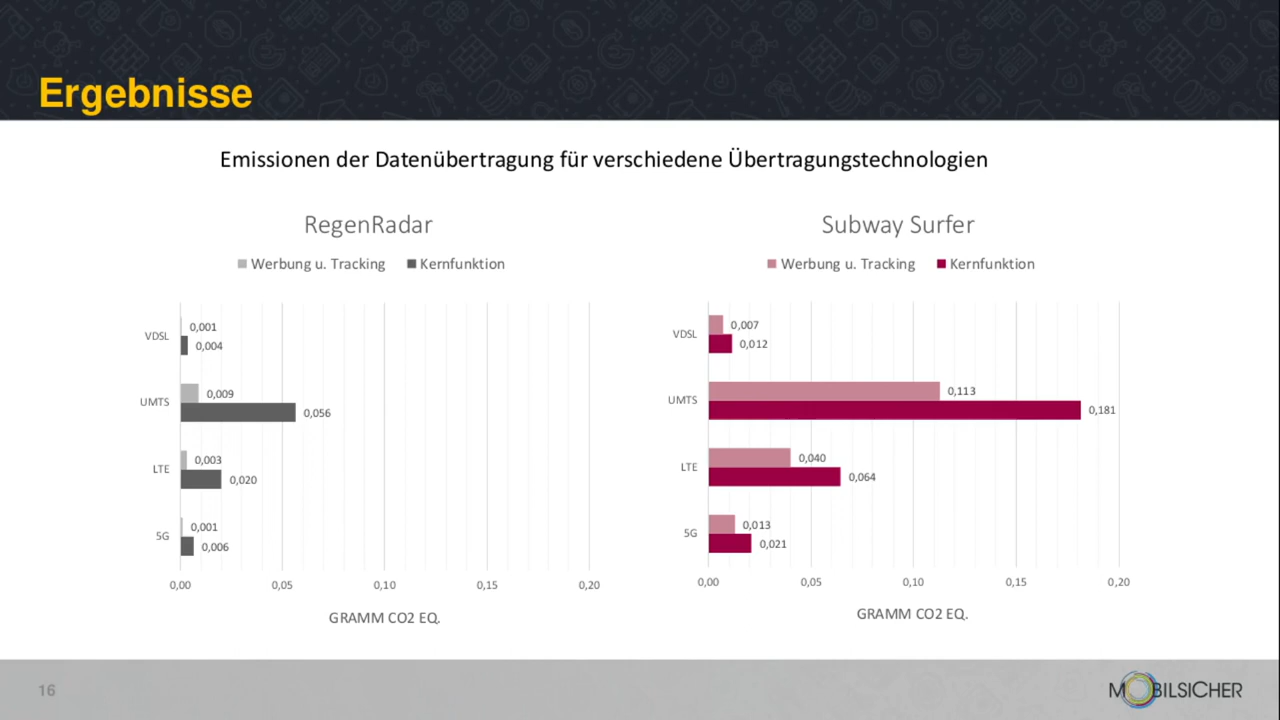 Ergebnisse
Emissionen der Datenübertragung für verschiedene Übertragungstechnologien
RegenRadar
Werbung u. Tracking Kernfunktion
VDSL 0,001 0,004
UMTS 0,009 0,056
LTE 0,003 0,020
5G 0,001 0,006
0,00 0,05 0,10 0,15 0,20
GRAMM CO2 EQ.
Subway Surfer
Werbung u. Tracking Kernfunktion
VDSL 0,007 0,012
UMTS 0,113 0,181
LTE 0,040 0,064
5G 0,013 0,021
0,00 0,05 0,10 0,15 0,20
GRAMM CO2 EQ.
16
MOBILSICHER